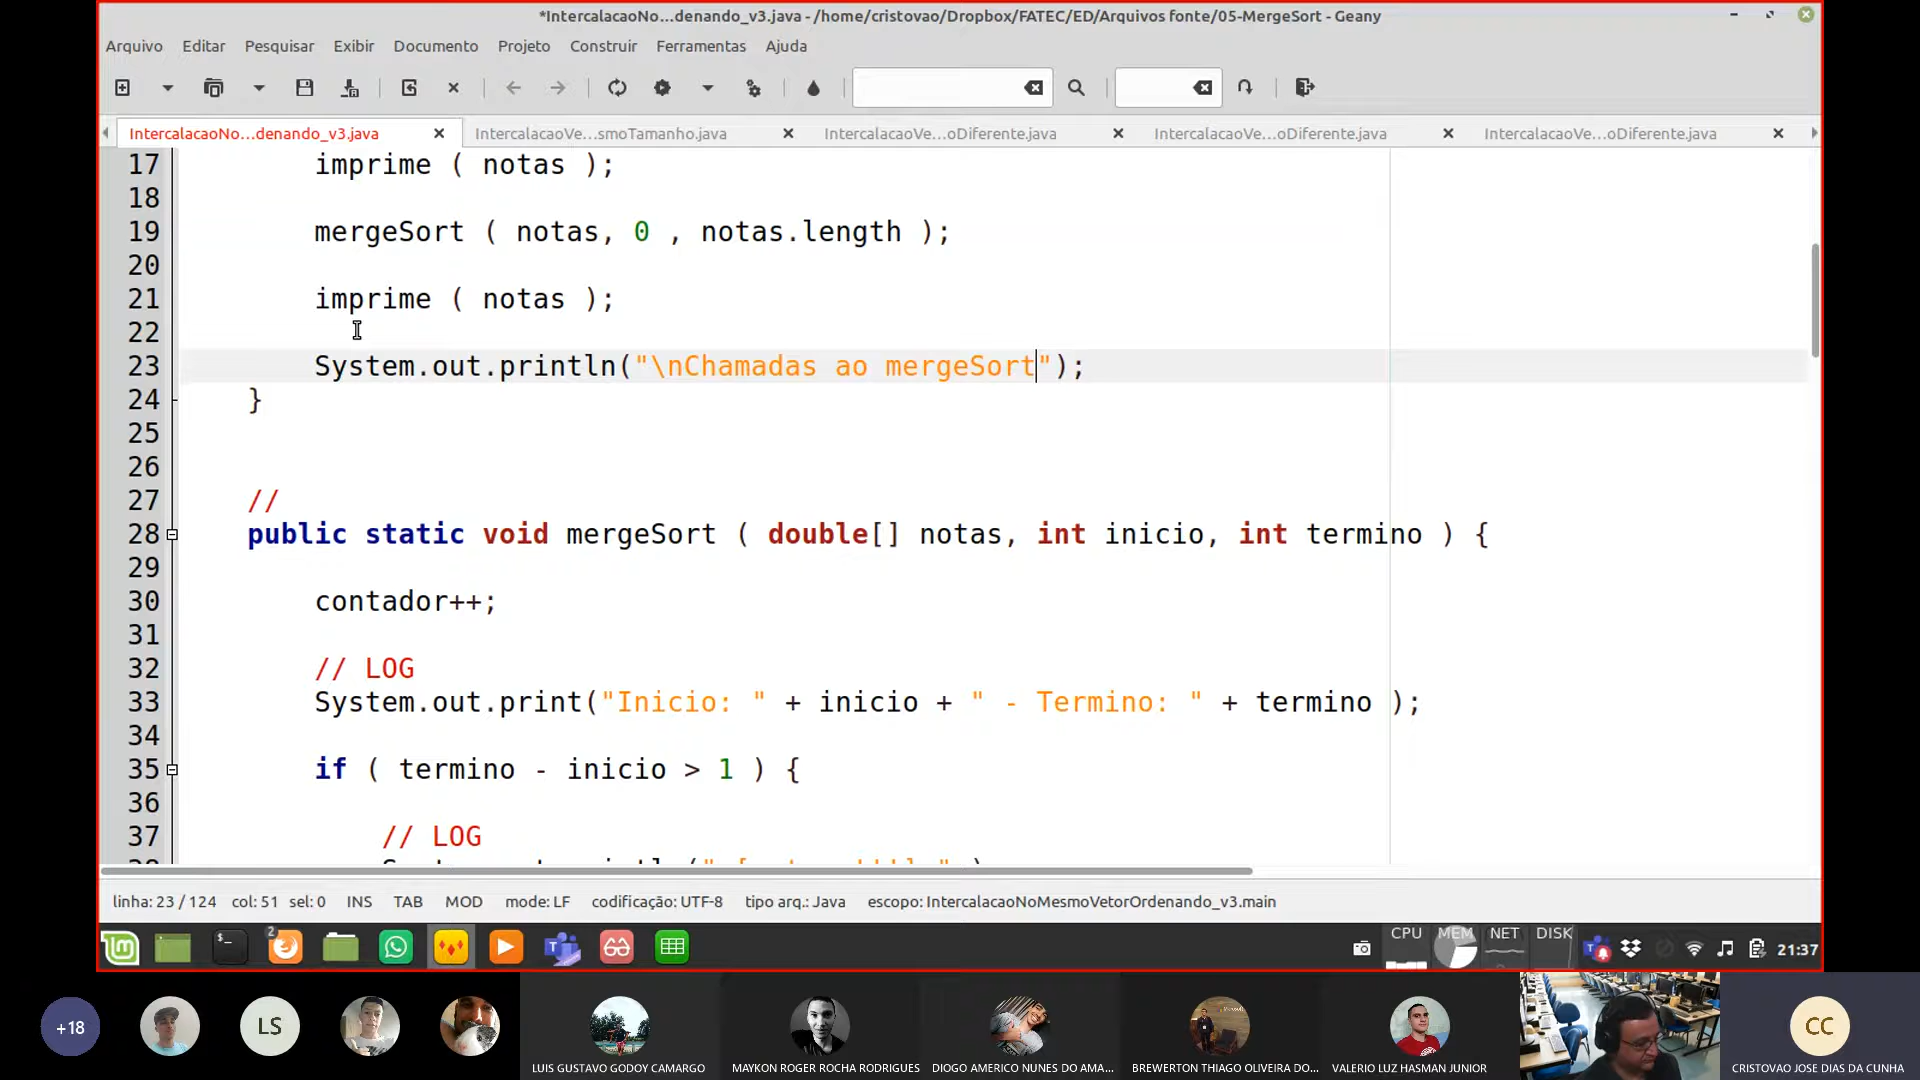 *IntercalacaoNo...denando_v3.java - /home/cristovao/Dropbox/FATEC/ED/Arquivos fonte/05-MergeSort - Geany
Arquivo Editar Pesquisar Exibir Documento Projeto Construir Ferramentas Ajuda
IntercalacaoNo...denando_v3.java IntercalacaoVe...smoTamanho.java IntercalacaoVe...oDiferente.java IntercalacaoVe...oDiferente.java IntercalacaoVe...oDiferente.java
17 imprime ( notas );
18
19 mergeSort ( notas, 0 , notas.length );
20
21 imprime ( notas );
22
23 System.out.println("\nChamadas ao mergeSort");
24 }
25
26
27 //
28 public static void mergeSort ( double[] notas, int inicio, int termino ) {
29
30 contador++;
31
32 // LOG
33 System.out.print("Inicio: " + inicio + " - Termino: " + termino );
34
35 if ( termino - inicio > 1 ) {
36
37 // LOG
linha: 23 / 124 col: 51 sel: 0 INS TAB MOD mode: LF codificação: UTF-8 tipo arq.: Java escopo: IntercalacaoNoMesmoVetorOrdenando_v3.main
2 CPU MEM NET DISK 21:37
+18 LS CC
LUIS GUSTAVO GODOY CAMARGO MAYKON ROGER ROCHA RODRIGUES DIOGO AMERICO NUNES DO AMA... BREWERTON THIAGO OLIVEIRA DO... VALERIO LUZ HASMAN JUNIOR CRISTOVAO JOSE DIAS DA CUNHA